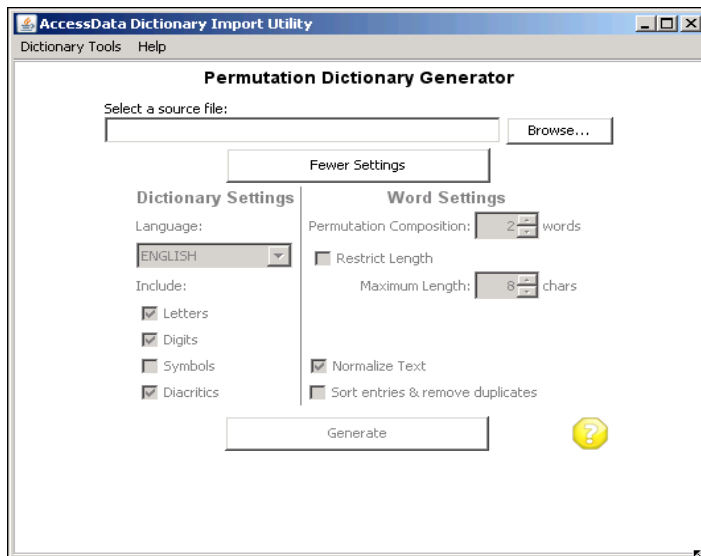 AccessData Dictionary Import Utility
Dictionary Tools Help
Permutation Dictionary Generator
Select a source file:
Browse...
Fewer Settings
Dictionary Settings
Word Settings
Language:
Permutation Composition: 2 words
ENGLISH
Restrict Length
Include:
Maximum Length: 8 chars
Letters
Digits
Symbols
Normalize Text
Diacritics
Sort entries & remove duplicates
Generate
?